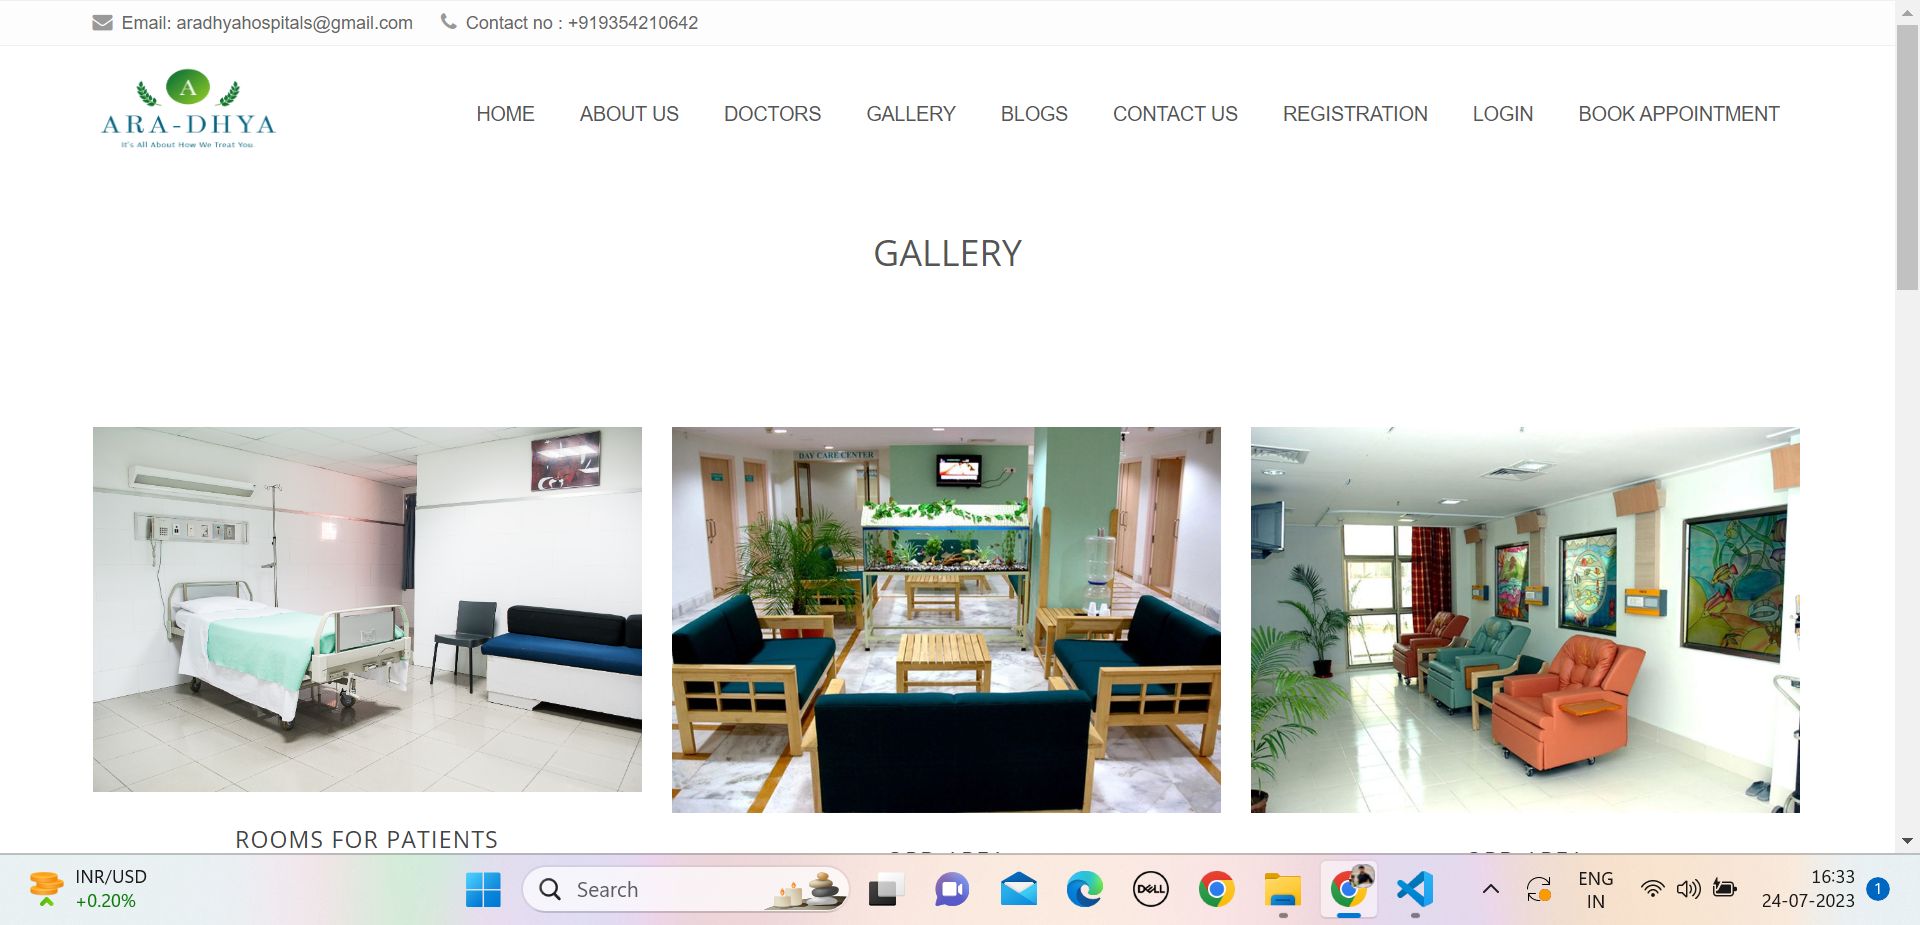 Email: aradhyahospitals@gmail.com Contact no : +919354210642
A
ARA-DHYA
It's All About How We Treat You.
HOME ABOUT US DOCTORS GALLERY BLOGS CONTACT US REGISTRATION LOGIN BOOK APPOINTMENT
GALLERY
DAY CARE CENTER
ROOMS FOR PATIENTS
INR/USD
+0.20%
Search
DELL
ENG
IN
16:33
24-07-2023
1